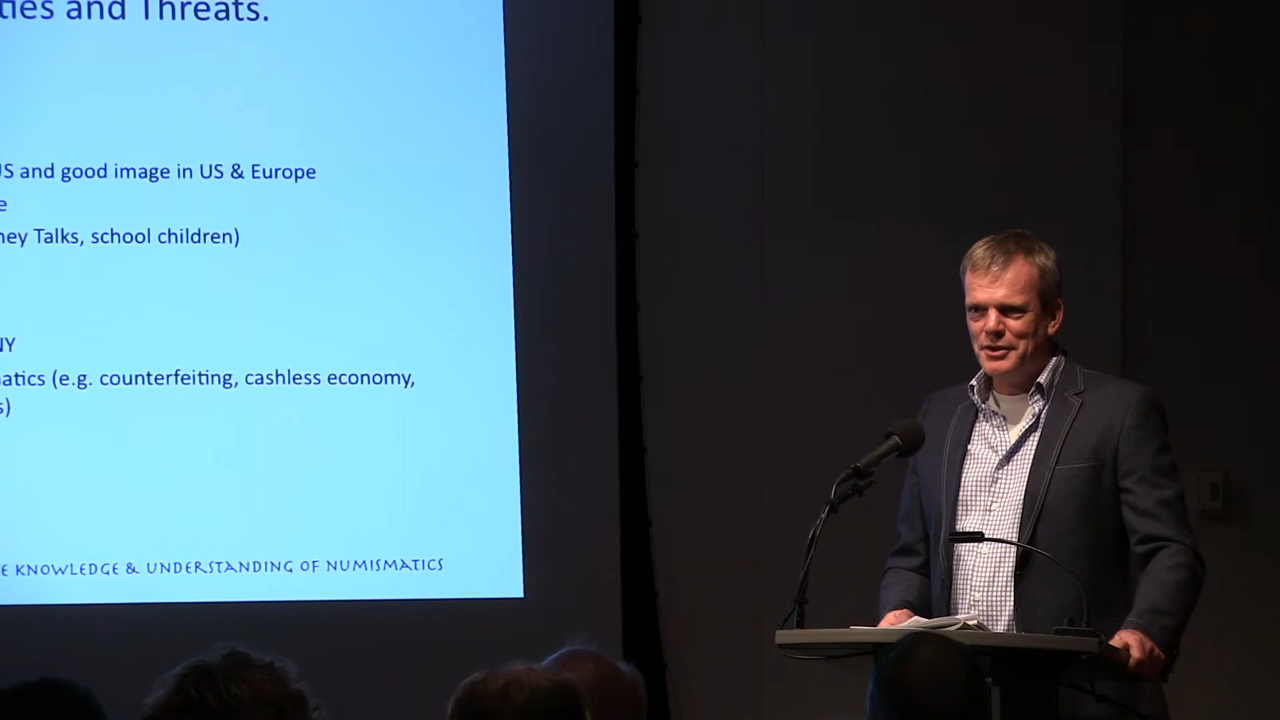 ties and Threats.
US and good image in US & Europe
e
ney Talks, school children)
NY
atics (e.g. counterfeiting, cashless economy,
s)
E KNOWLEDGE & UNDERSTANDING OF NUMISMATICS